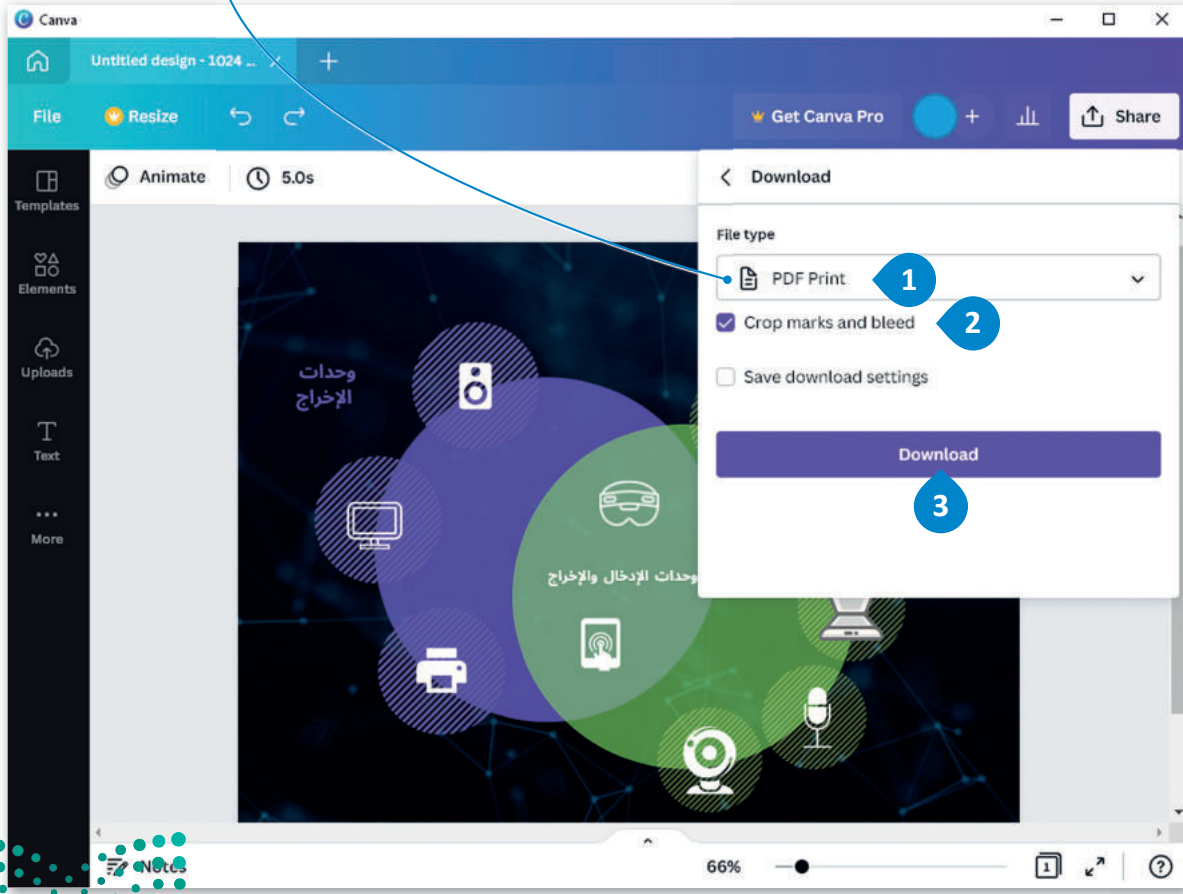 Canva
Untitled design - 1024 ...
File
Resize
Get Canva Pro
Share
Templates
Elements
Uploads
Text
More
Animate
5.0s
Download
File type
PDF Print
1
Crop marks and bleed
2
Save download settings
Download
3
وحدات
الإخراج
وحدات الإدخال والإخراج
Notes
66%
1